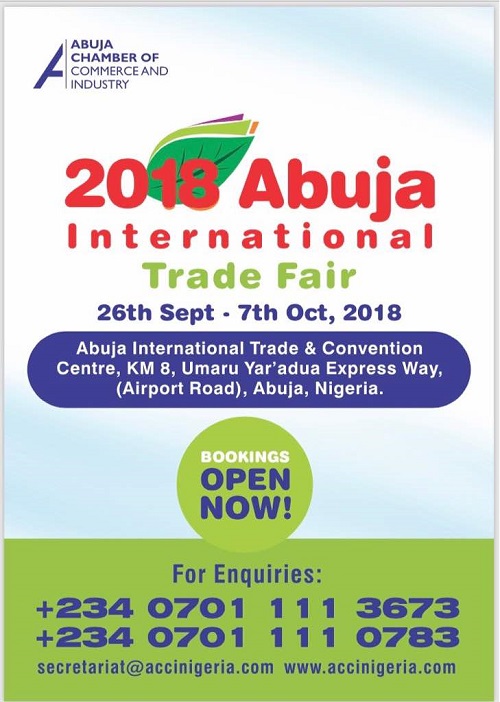 ABUJA
CHAMBER OF
COMMERCE AND
INDUSTRY
2018 Abuja
International
Trade Fair
26th Sept - 7th Oct, 2018
Abuja International Trade & Convention
Centre, KM 8, Umaru Yar'adua Express Way,
(Airport Road), Abuja, Nigeria.
BOOKINGS
OPEN
NOW!
For Enquiries:
+234 0701 111 3673
+234 0701 111 0783
secretariat@accinigeria.com www.accinigeria.com